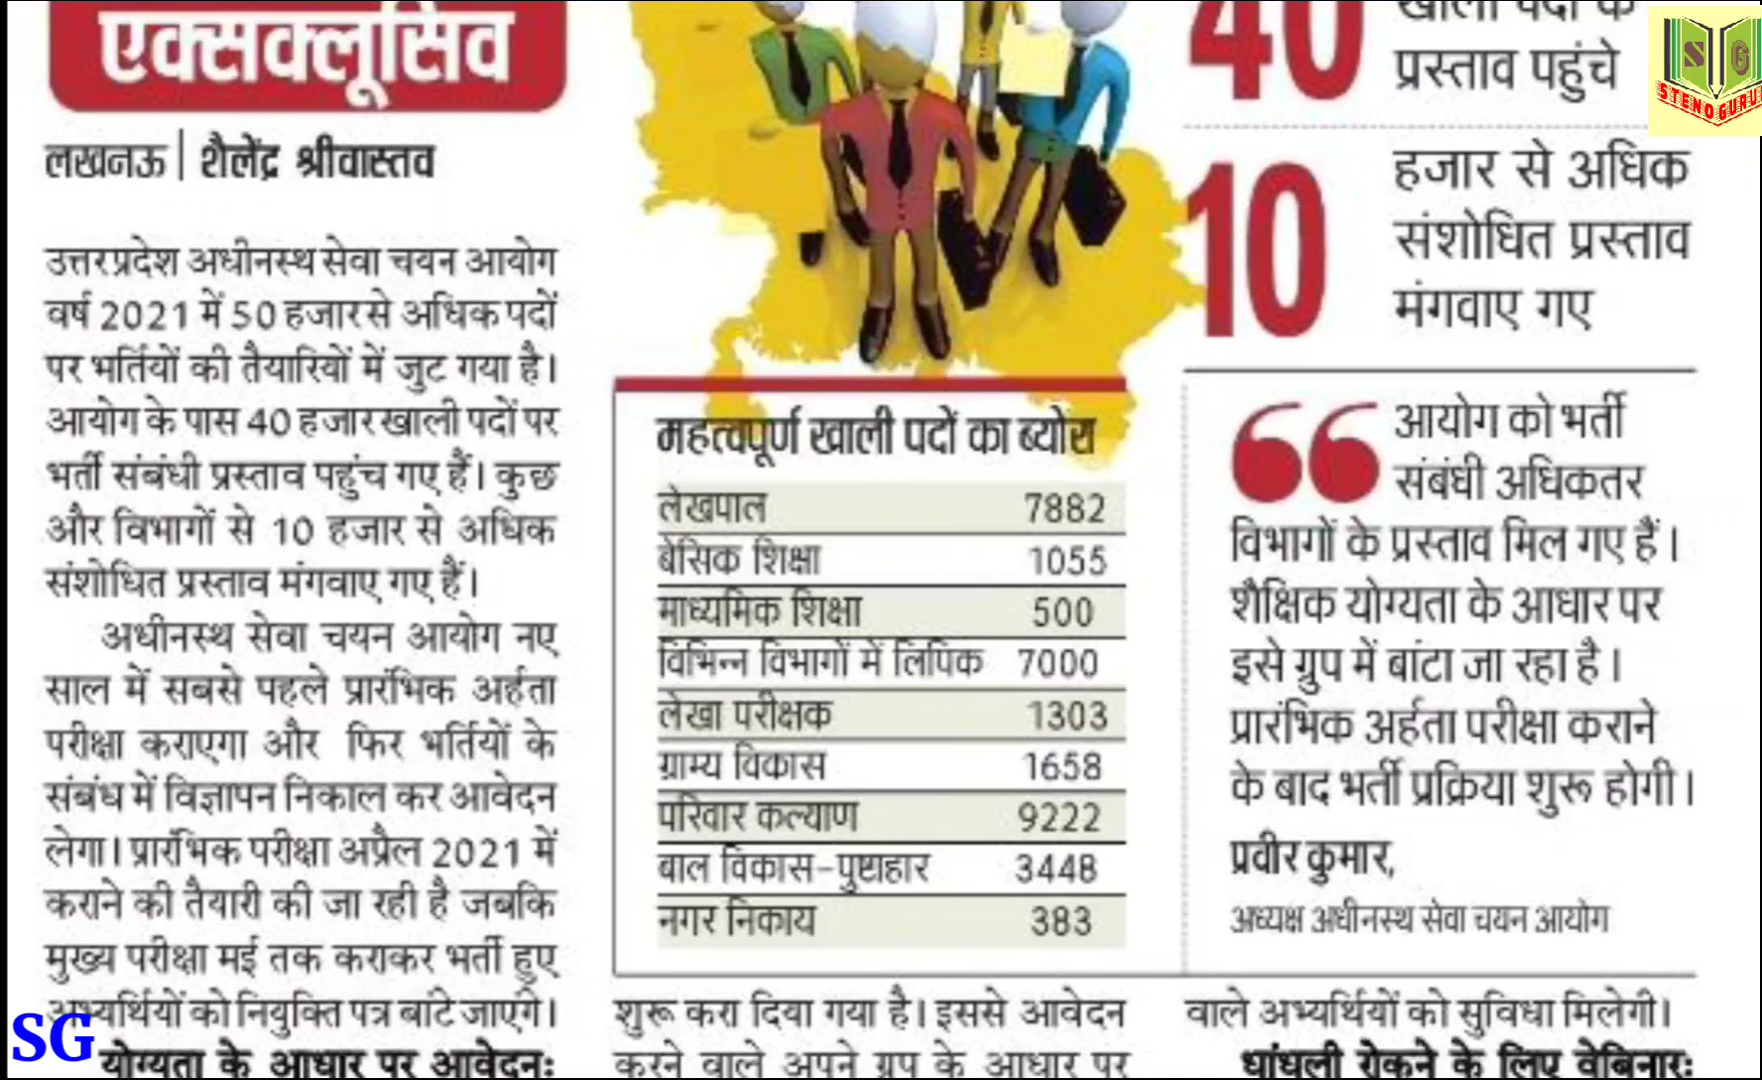 एक्सक्लूसिव
लखनऊ | शैलेंद्र श्रीवास्तव
उत्तर प्रदेश अधीनस्थ सेवा चयन आयोग
वर्ष 2021 में 50 हजार से अधिक पदों
पर भर्तियों की तैयारियों में जुट गया है।
आयोग के पास 40 हजार खाली पदों पर
भर्ती संबंधी प्रस्ताव पहुंच गए हैं। कुछ
और विभागों से 10 हजार से अधिक
संशोधित प्रस्ताव मंगवाए गए हैं।
अधीनस्थ सेवा चयन आयोग नए
साल में सबसे पहले प्रारंभिक अर्हता
परीक्षा कराएगा और फिर भर्तियों के
संबंध में विज्ञापन निकाल कर आवेदन
लेगा। प्रारंभिक परीक्षा अप्रैल 2021 में
कराने की तैयारी की जा रही है जबकि
मुख्य परीक्षा मई तक कराकर भर्ती हुए
अभ्यर्थियों को नियुक्ति पत्र बांटे जाएंगे।
योग्यता के आधार पर आवेदन:
महत्वपूर्ण खाली पदों का ब्योरा
लेखपाल 7882
बेसिक शिक्षा 1055
माध्यमिक शिक्षा 500
विभिन्न विभागों में लिपिक 7000
लेखा परीक्षक 1303
ग्राम्य विकास 1658
परिवार कल्याण 9222
बाल विकास-पुष्टाहार 3448
नगर निकाय 383
शुरू करा दिया गया है। इससे आवेदन
करने वाले अपने ग्रुप के आधार पर
40 खाली पदों के
प्रस्ताव पहुंचे
10 हजार से अधिक
संशोधित प्रस्ताव
मंगवाए गए
आयोग को भर्ती
संबंधी अधिकतर
विभागों के प्रस्ताव मिल गए हैं।
शैक्षिक योग्यता के आधार पर
इसे ग्रुप में बांटा जा रहा है।
प्रारंभिक अर्हता परीक्षा कराने
के बाद भर्ती प्रक्रिया शुरू होगी।
प्रवीर कुमार,
अध्यक्ष अधीनस्थ सेवा चयन आयोग
वाले अभ्यर्थियों को सुविधा मिलेगी।
धांधली रोकने के लिए वेबिनार:
SG
STENO GURU
SG